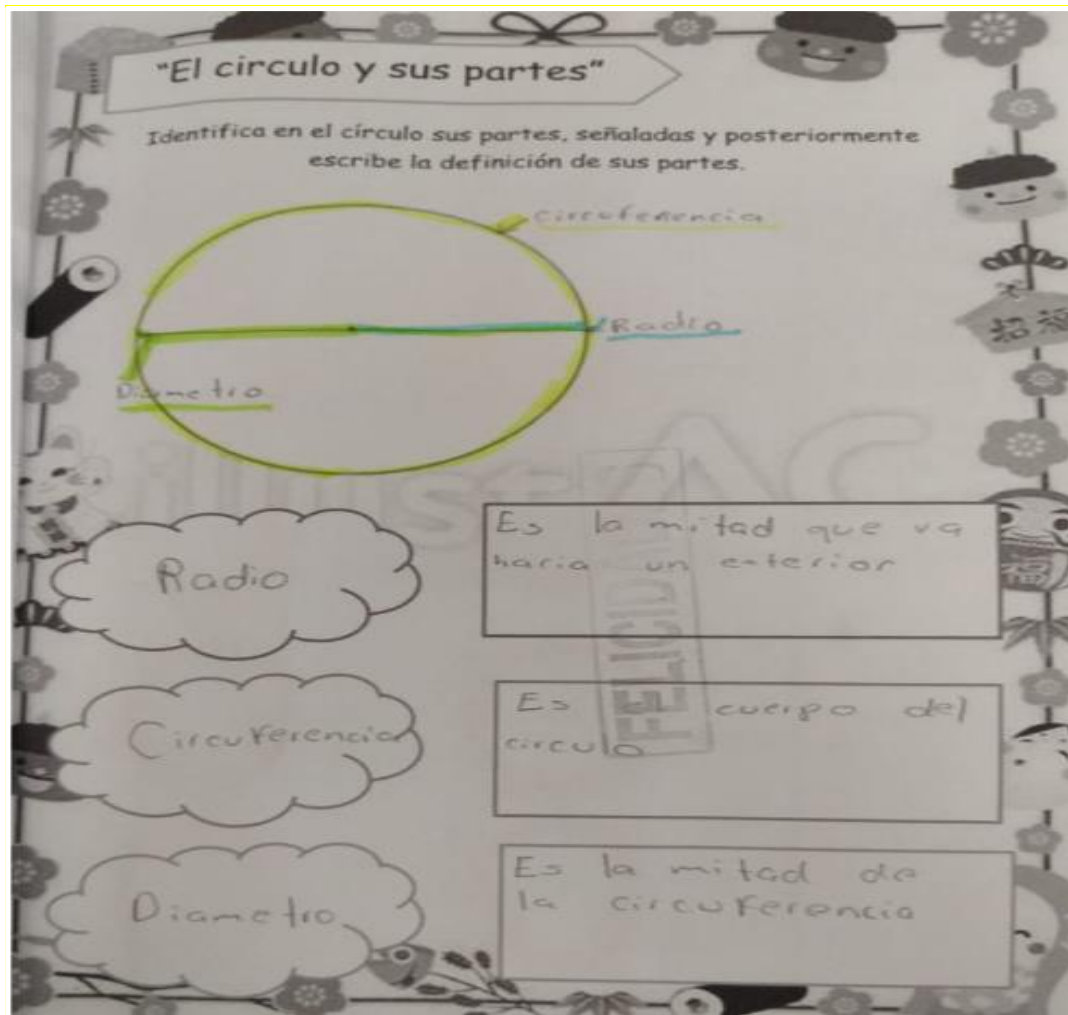 "El círculo y sus partes"
Identifica en el círculo sus partes, señaladas y posteriormente
escribe la definición de sus partes.
Circuferencia
Radio
Diametro
Radio
Es la mitad que va
hacia un exterior
FELICID
Circuferencia
Es cuerpo del
circulo
Diametro
Es la mitad de
la circuferencia